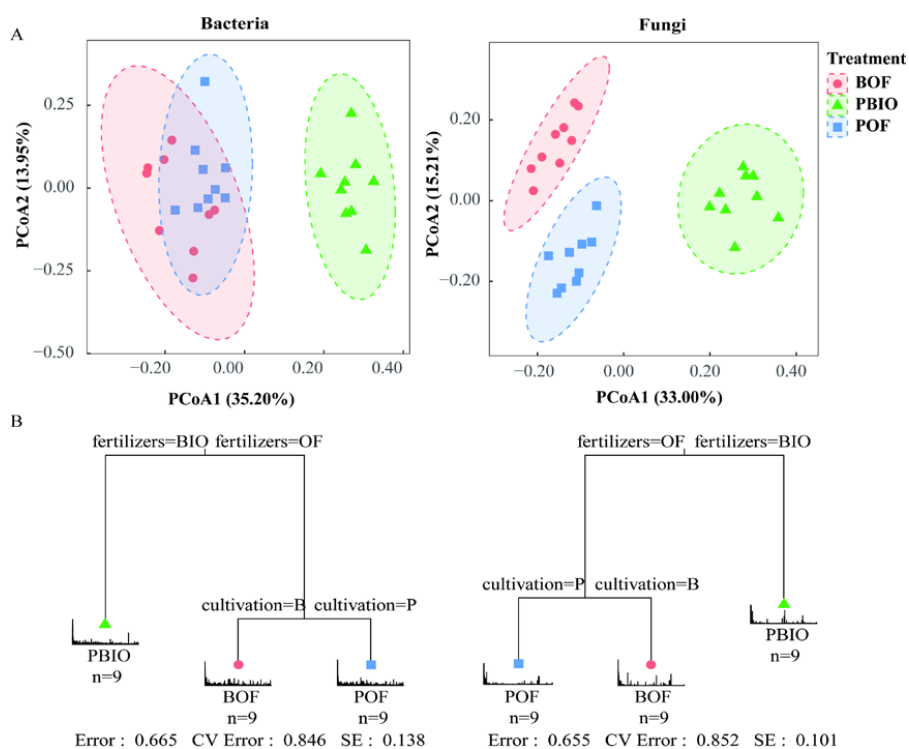 A
Bacteria
Fungi
Treatment
BOF
PBIO
POF
PCoA2 (13.95%)
0.25
0.00
−0.25
−0.50
−0.20
0.00
0.20
0.40
PCoA1 (35.20%)
PCoA2 (15.21%)
0.20
0.00
−0.20
−0.20
0.00
0.20
0.40
PCoA1 (33.00%)
B
fertilizers=BIO fertilizers=OF
cultivation=B cultivation=P
PBIO
n=9
BOF
n=9
POF
n=9
Error : 0.665 CV Error : 0.846 SE : 0.138
fertilizers=OF fertilizers=BIO
cultivation=P cultivation=B
PBIO
n=9
POF
n=9
BOF
n=9
Error : 0.655 CV Error : 0.852 SE : 0.101